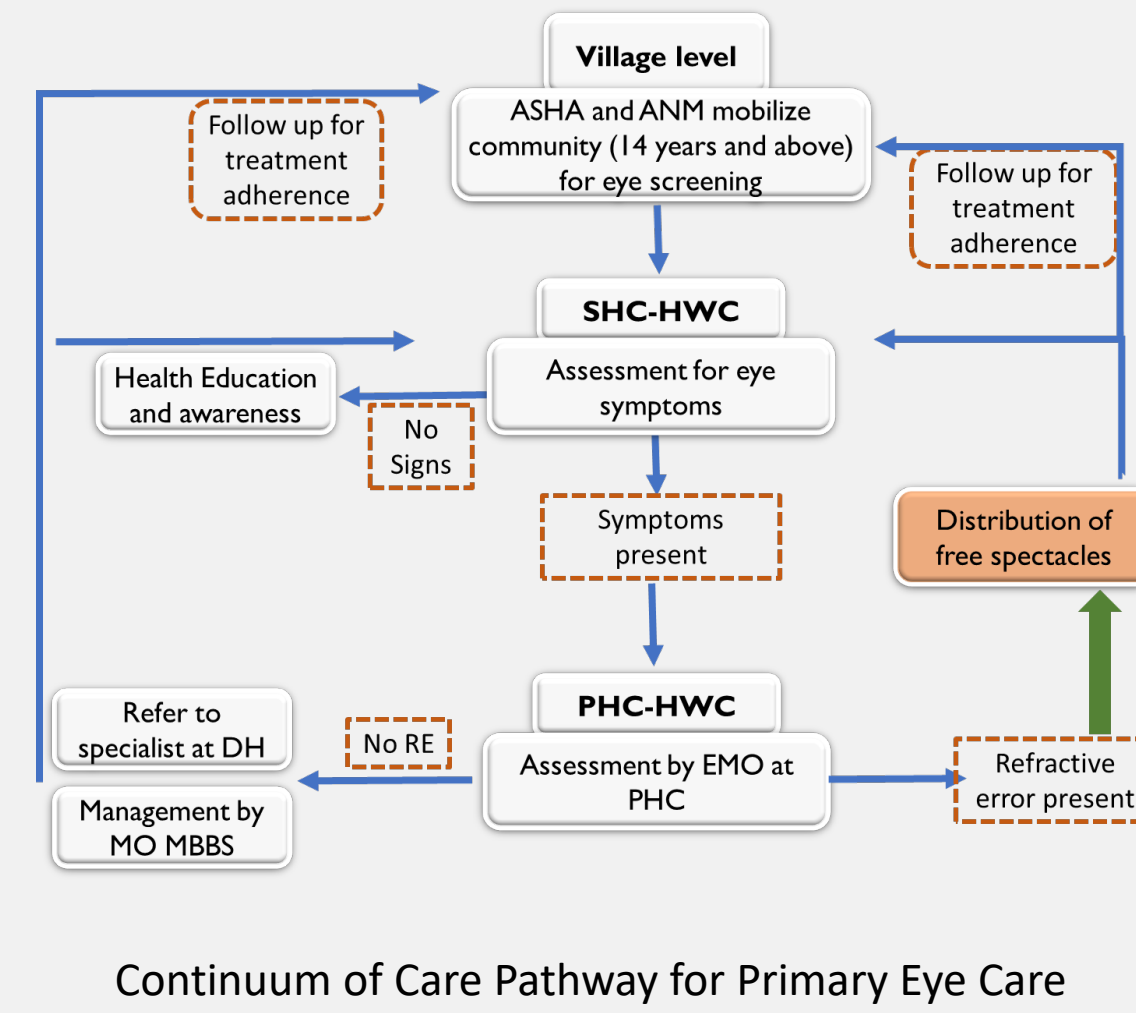 Village level
ASHA and ANM mobilize
community (14 years and above)
for eye screening
Follow up for
treatment
adherence
Follow up for
treatment
adherence
SHC-HWC
Assessment for eye
symptoms
Health Education
and awareness
No
Signs
Symptoms
present
Distribution of
free spectacles
PHC-HWC
Assessment by EMO at
PHC
No RE
Refer to
specialist at DH
Management by
MO MBBS
Refractive
error present
Continuum of Care Pathway for Primary Eye Care